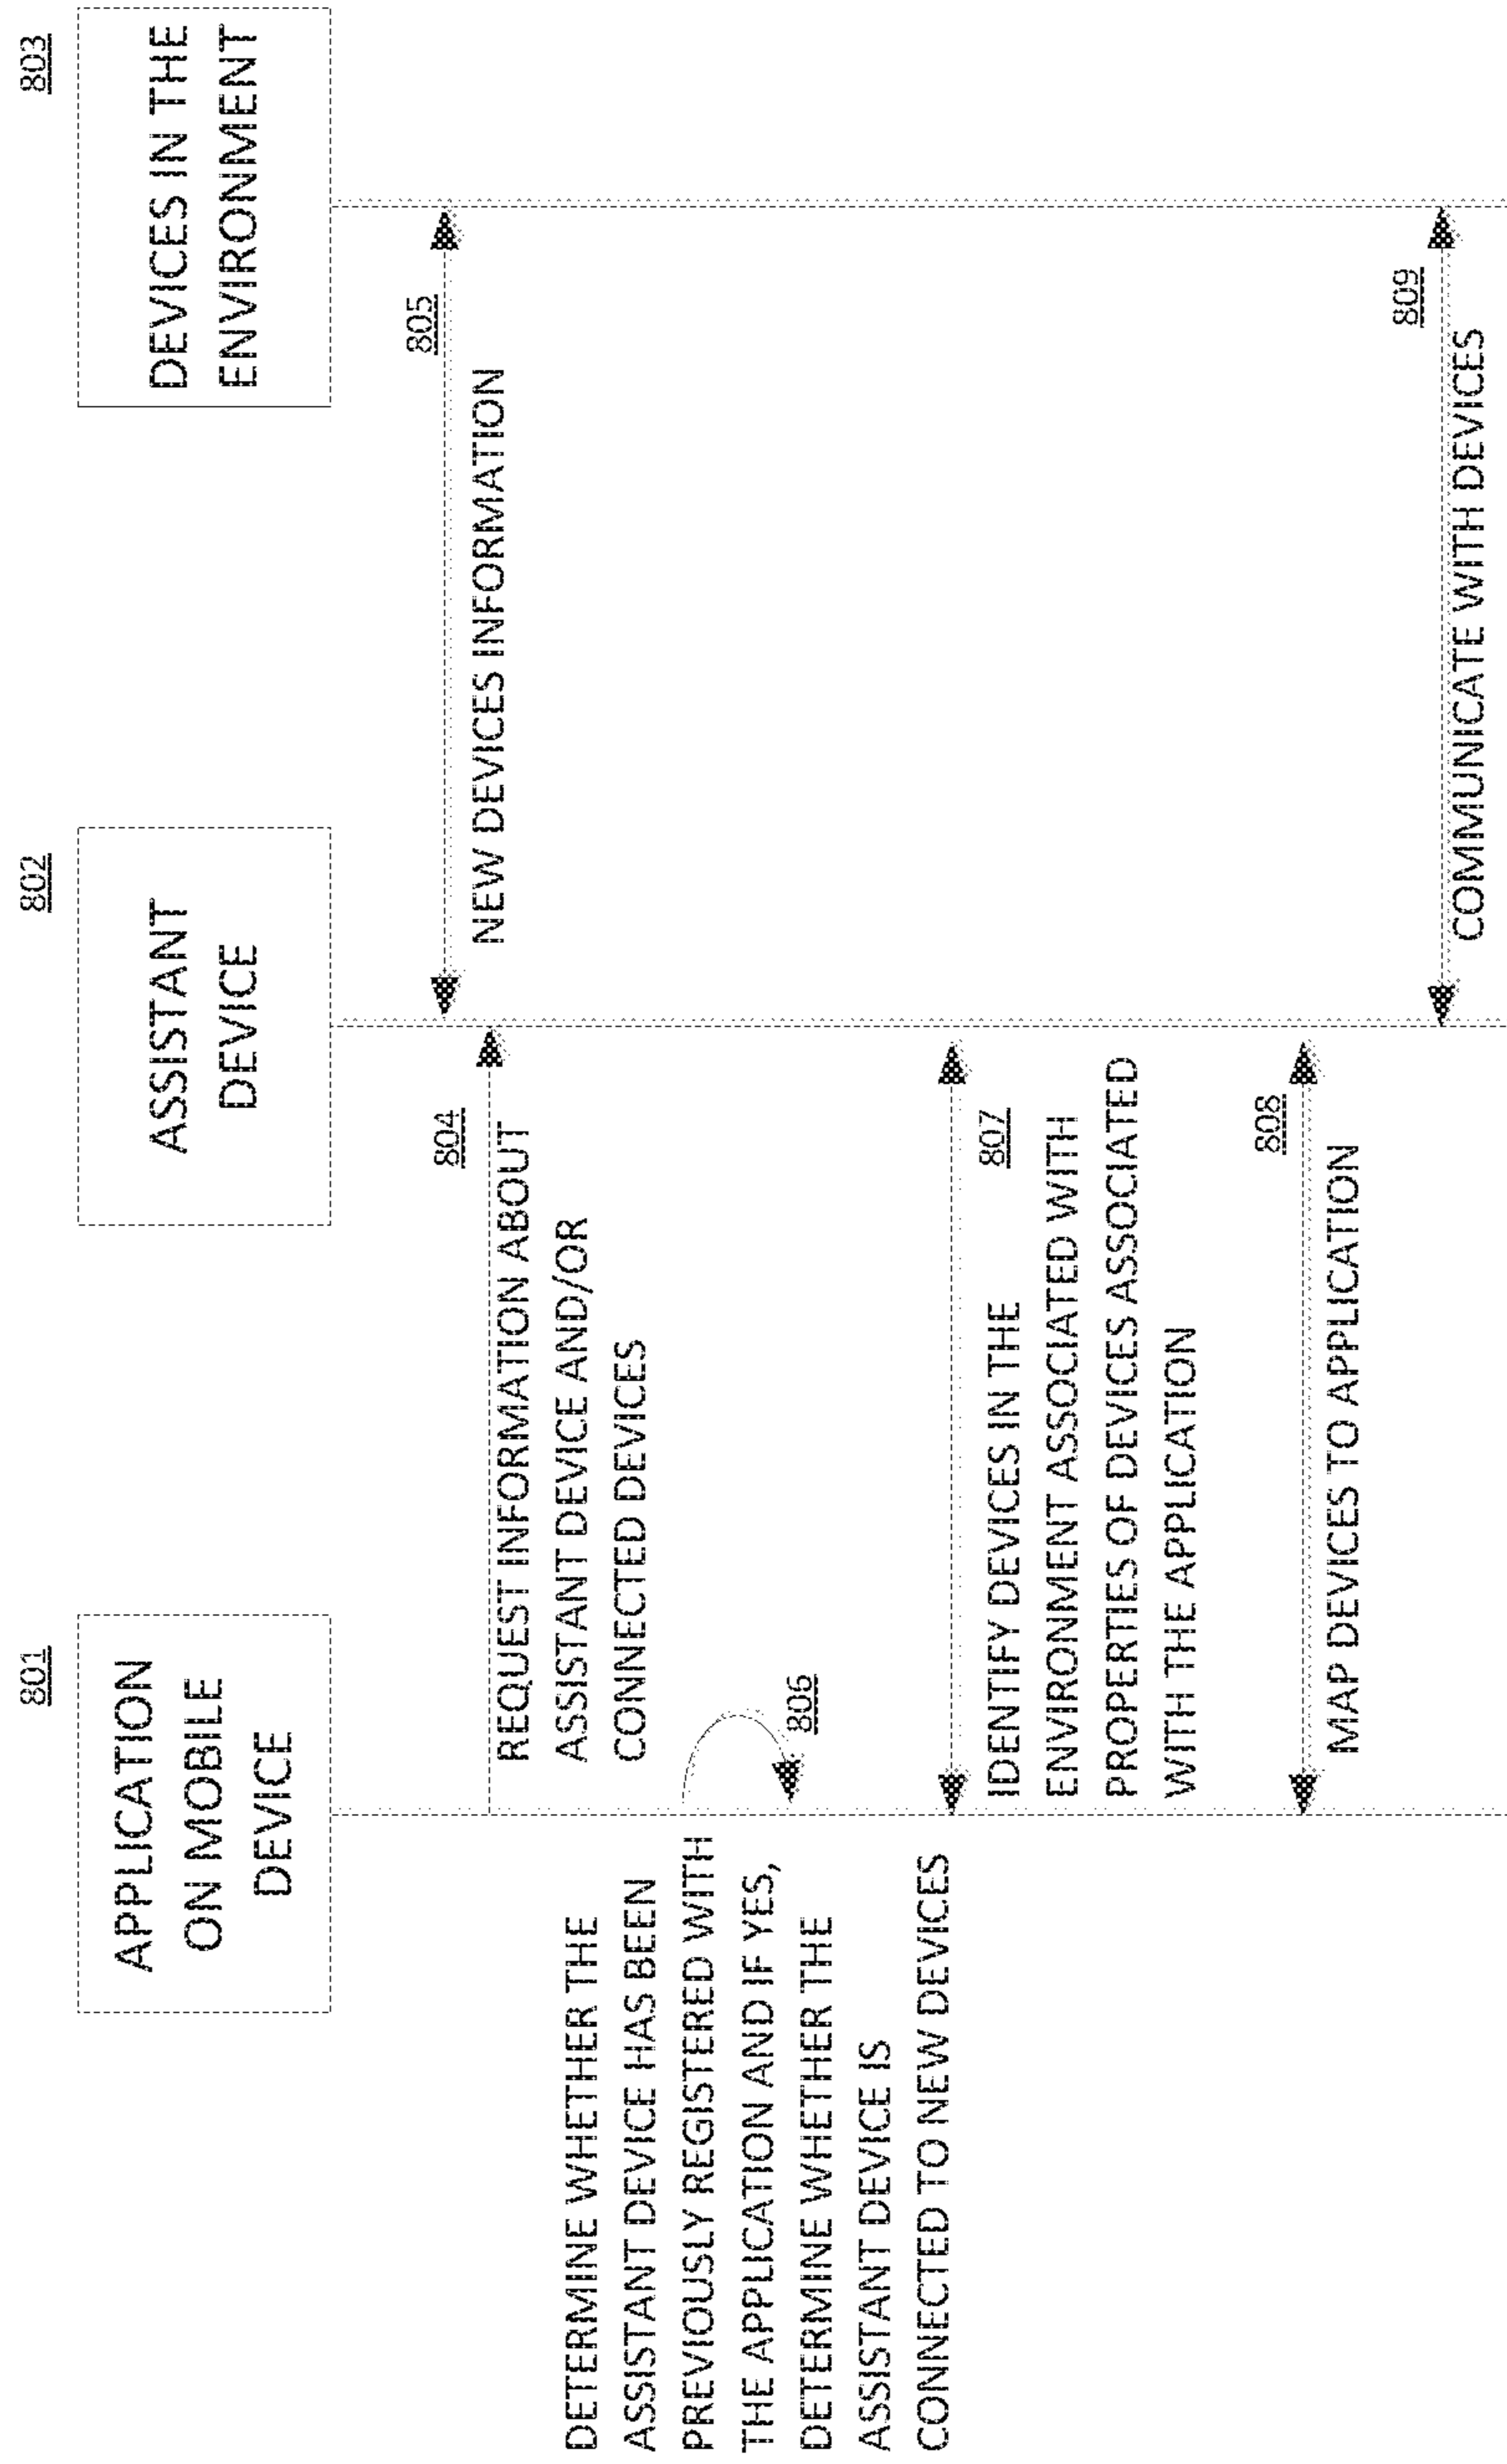 801
APPLICATION
ON MOBILE
DEVICE
802
ASSISTANT
DEVICE
803
DEVICES IN THE
ENVIRONMENT
805
NEW DEVICES INFORMATION
804
REQUEST INFORMATION ABOUT
ASSISTANT DEVICE AND/OR
CONNECTED DEVICES
DETERMINE WHETHER THE
ASSISTANT DEVICE HAS BEEN
PREVIOUSLY REGISTERED WITH
THE APPLICATION AND IF YES,
DETERMINE WHETHER THE
ASSISTANT DEVICE IS
CONNECTED TO NEW DEVICES
806
807
IDENTIFY DEVICES IN THE
ENVIRONMENT ASSOCIATED WITH
PROPERTIES OF DEVICES ASSOCIATED
WITH THE APPLICATION
808
MAP DEVICES TO APPLICATION
809
COMMUNICATE WITH DEVICES